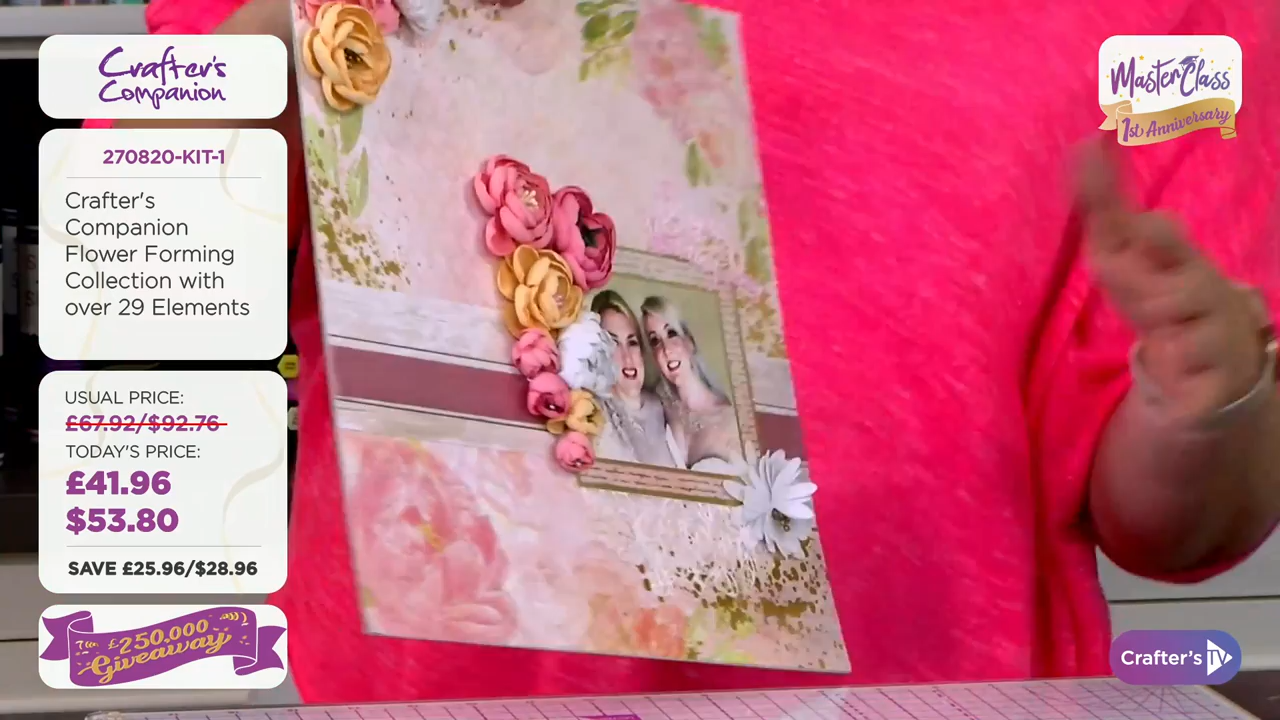 Crafter's
Companion
270820-KIT-1
Crafter's
Companion
Flower Forming
Collection with
over 29 Elements
USUAL PRICE:
£67.92/$92.76
TODAY'S PRICE:
£41.96
$53.80
SAVE £25.96/$28.96
£250,000
Giveaway
MasterClass
1st Anniversary
Crafter's TV